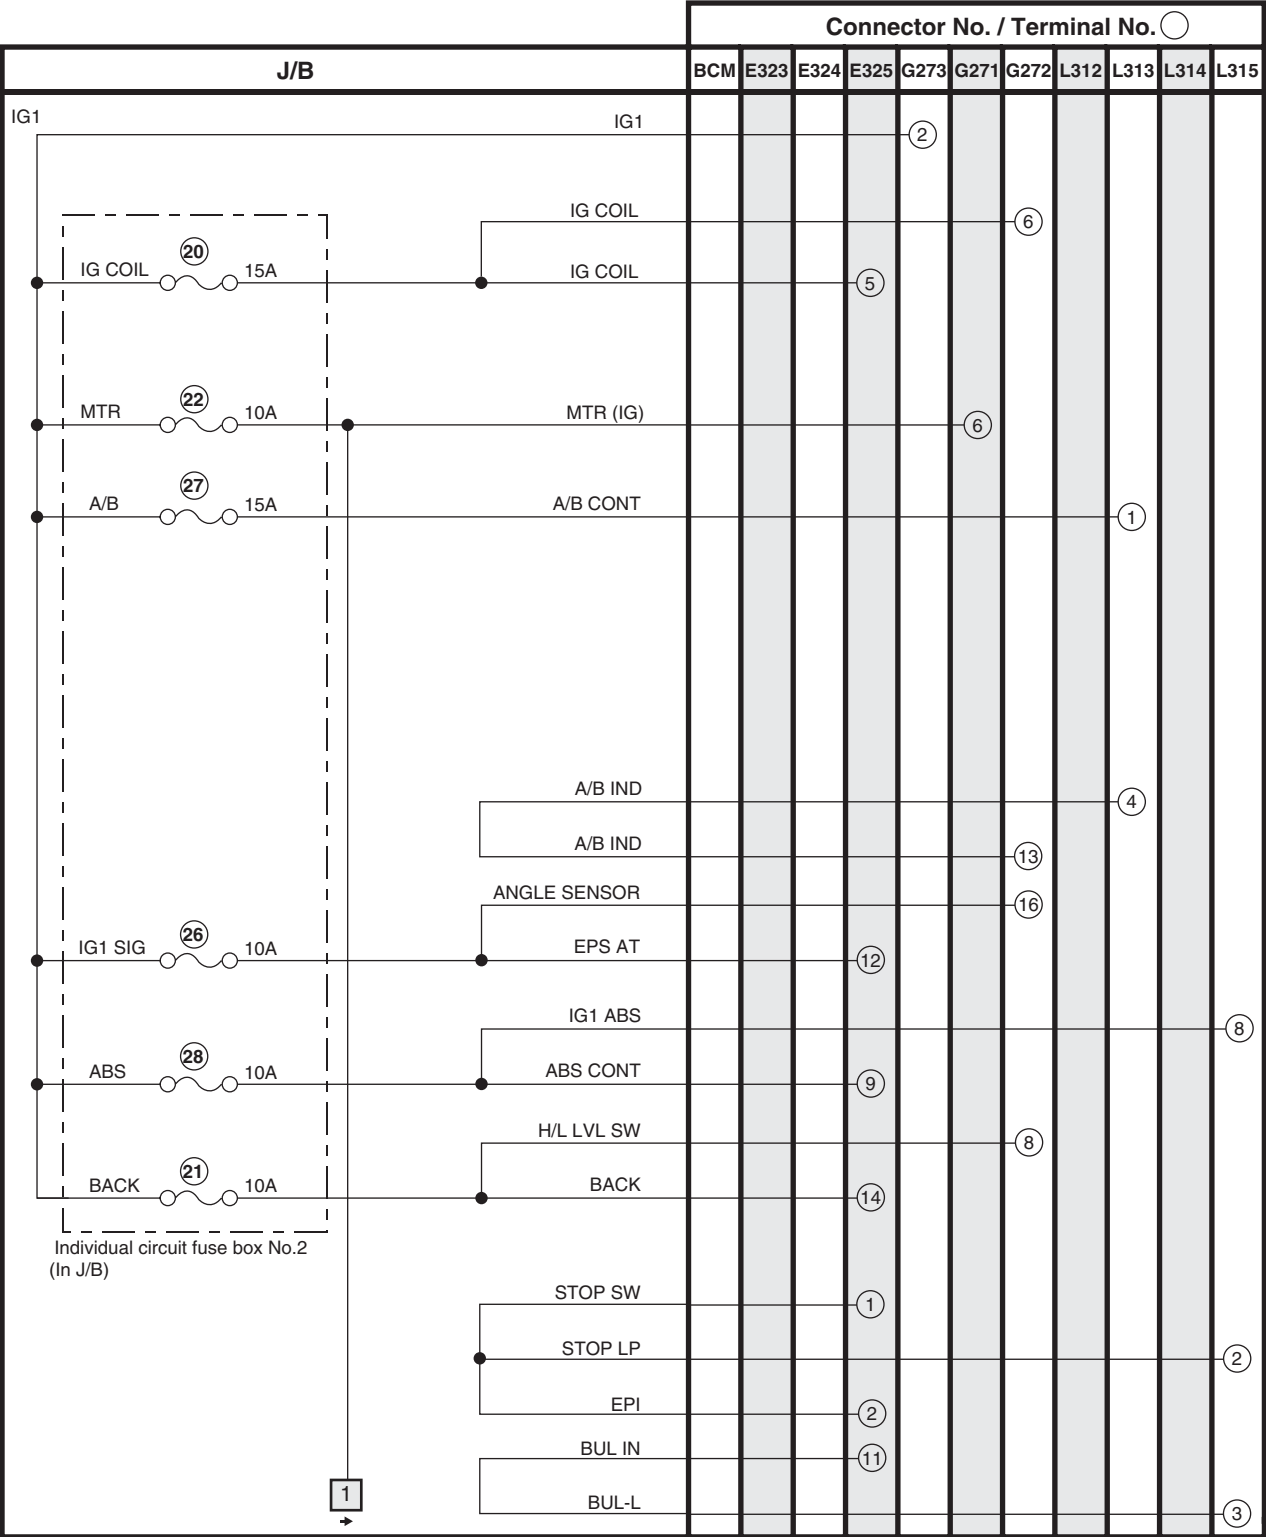 Connector No. / Terminal No.
J/B BCM E323 E324 E325 G273 G271 G272 L312 L313 L314 L315
IG1 IG1 2
IG COIL 6
20
IG COIL 15A IG COIL 5
22
MTR 10A MTR (IG) 6
27
A/B 15A A/B CONT 1
A/B IND 4
A/B IND 13
ANGLE SENSOR 16
26
IG1 SIG 10A EPS AT 12
IG1 ABS 8
28
ABS 10A ABS CONT 9
H/L LVL SW 8
21
BACK 10A BACK 14
Individual circuit fuse box No.2
(In J/B)
STOP SW 1
STOP LP 2
EPI 2
BUL IN 11
1
BUL-L 3